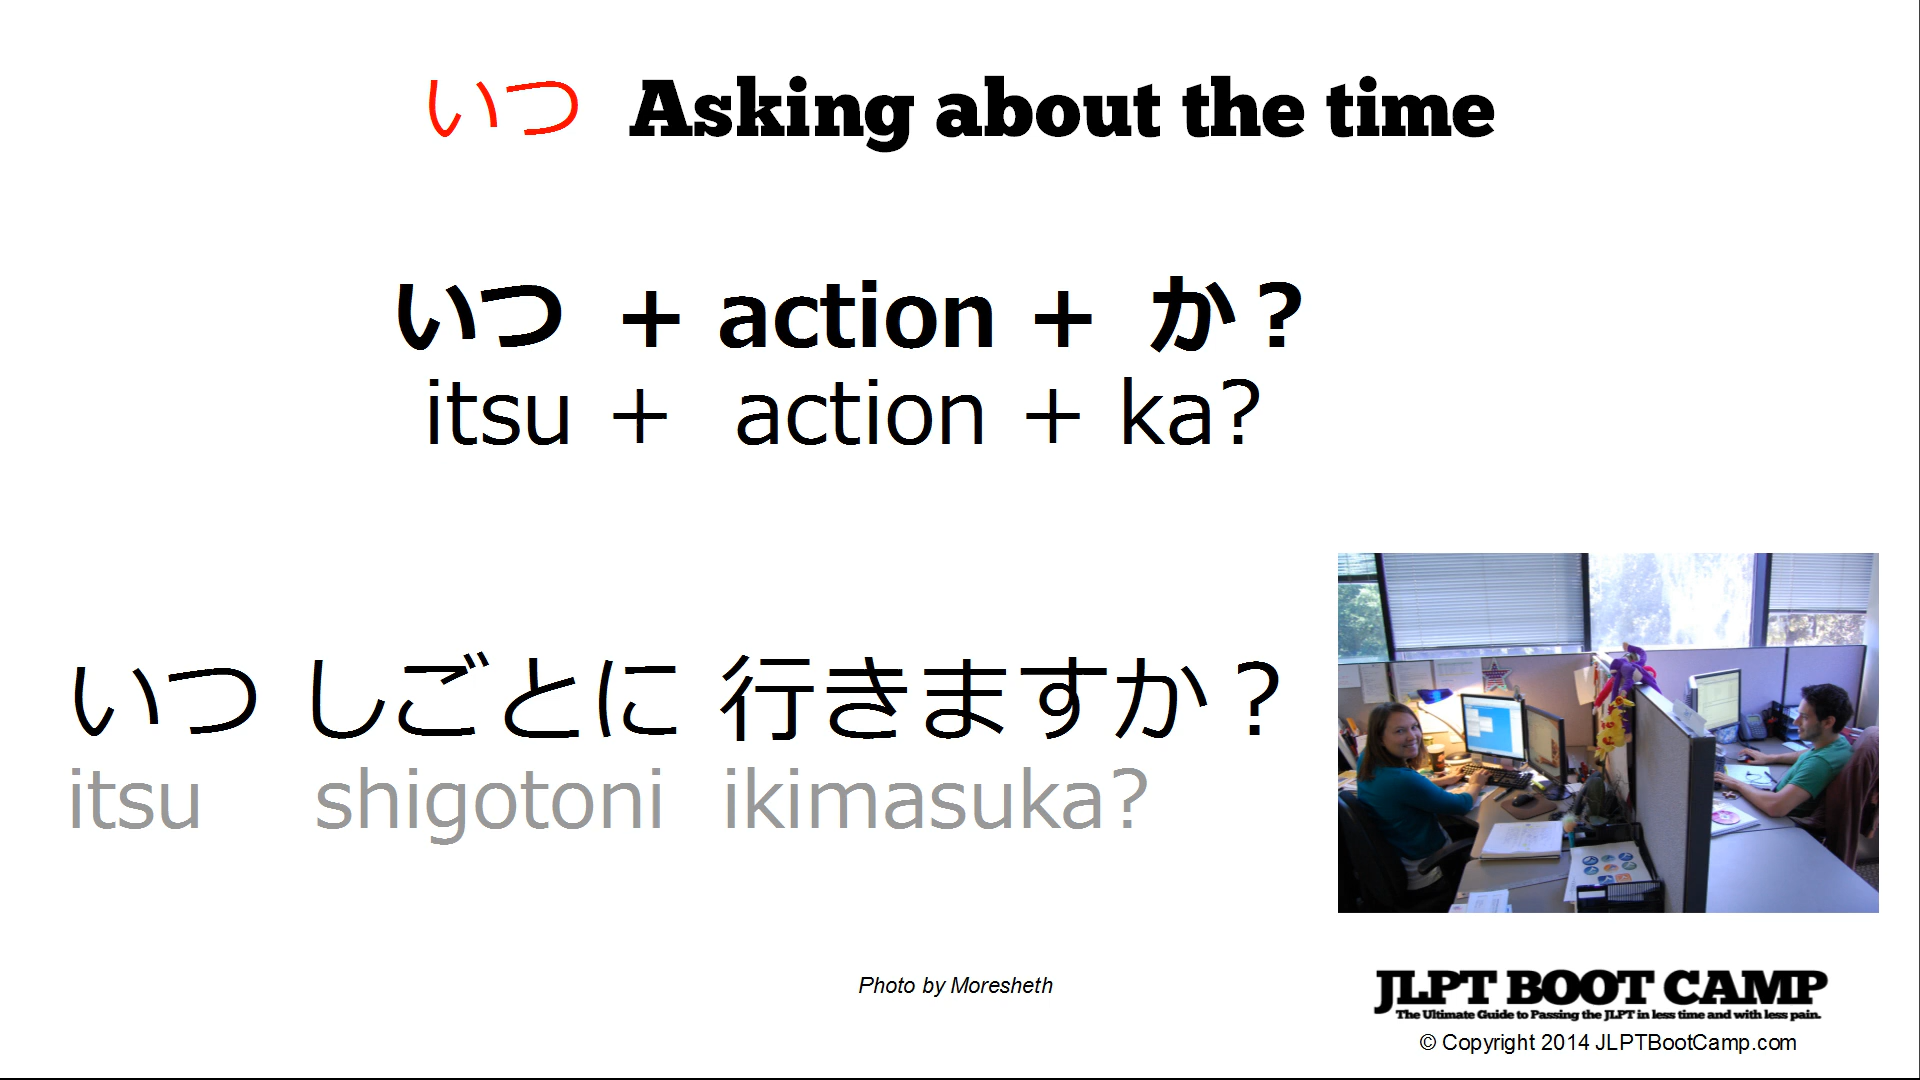 いつ Asking about the time
いつ + action + か？
itsu + action + ka?
いつ しごとに 行きますか？
itsu shigotoni ikimasuka?
Photo by Moresheth
JLPT BOOT CAMP
The Ultimate Guide to Passing the JLPT in less time and with less pain.
© Copyright 2014 JLPTBootCamp.com